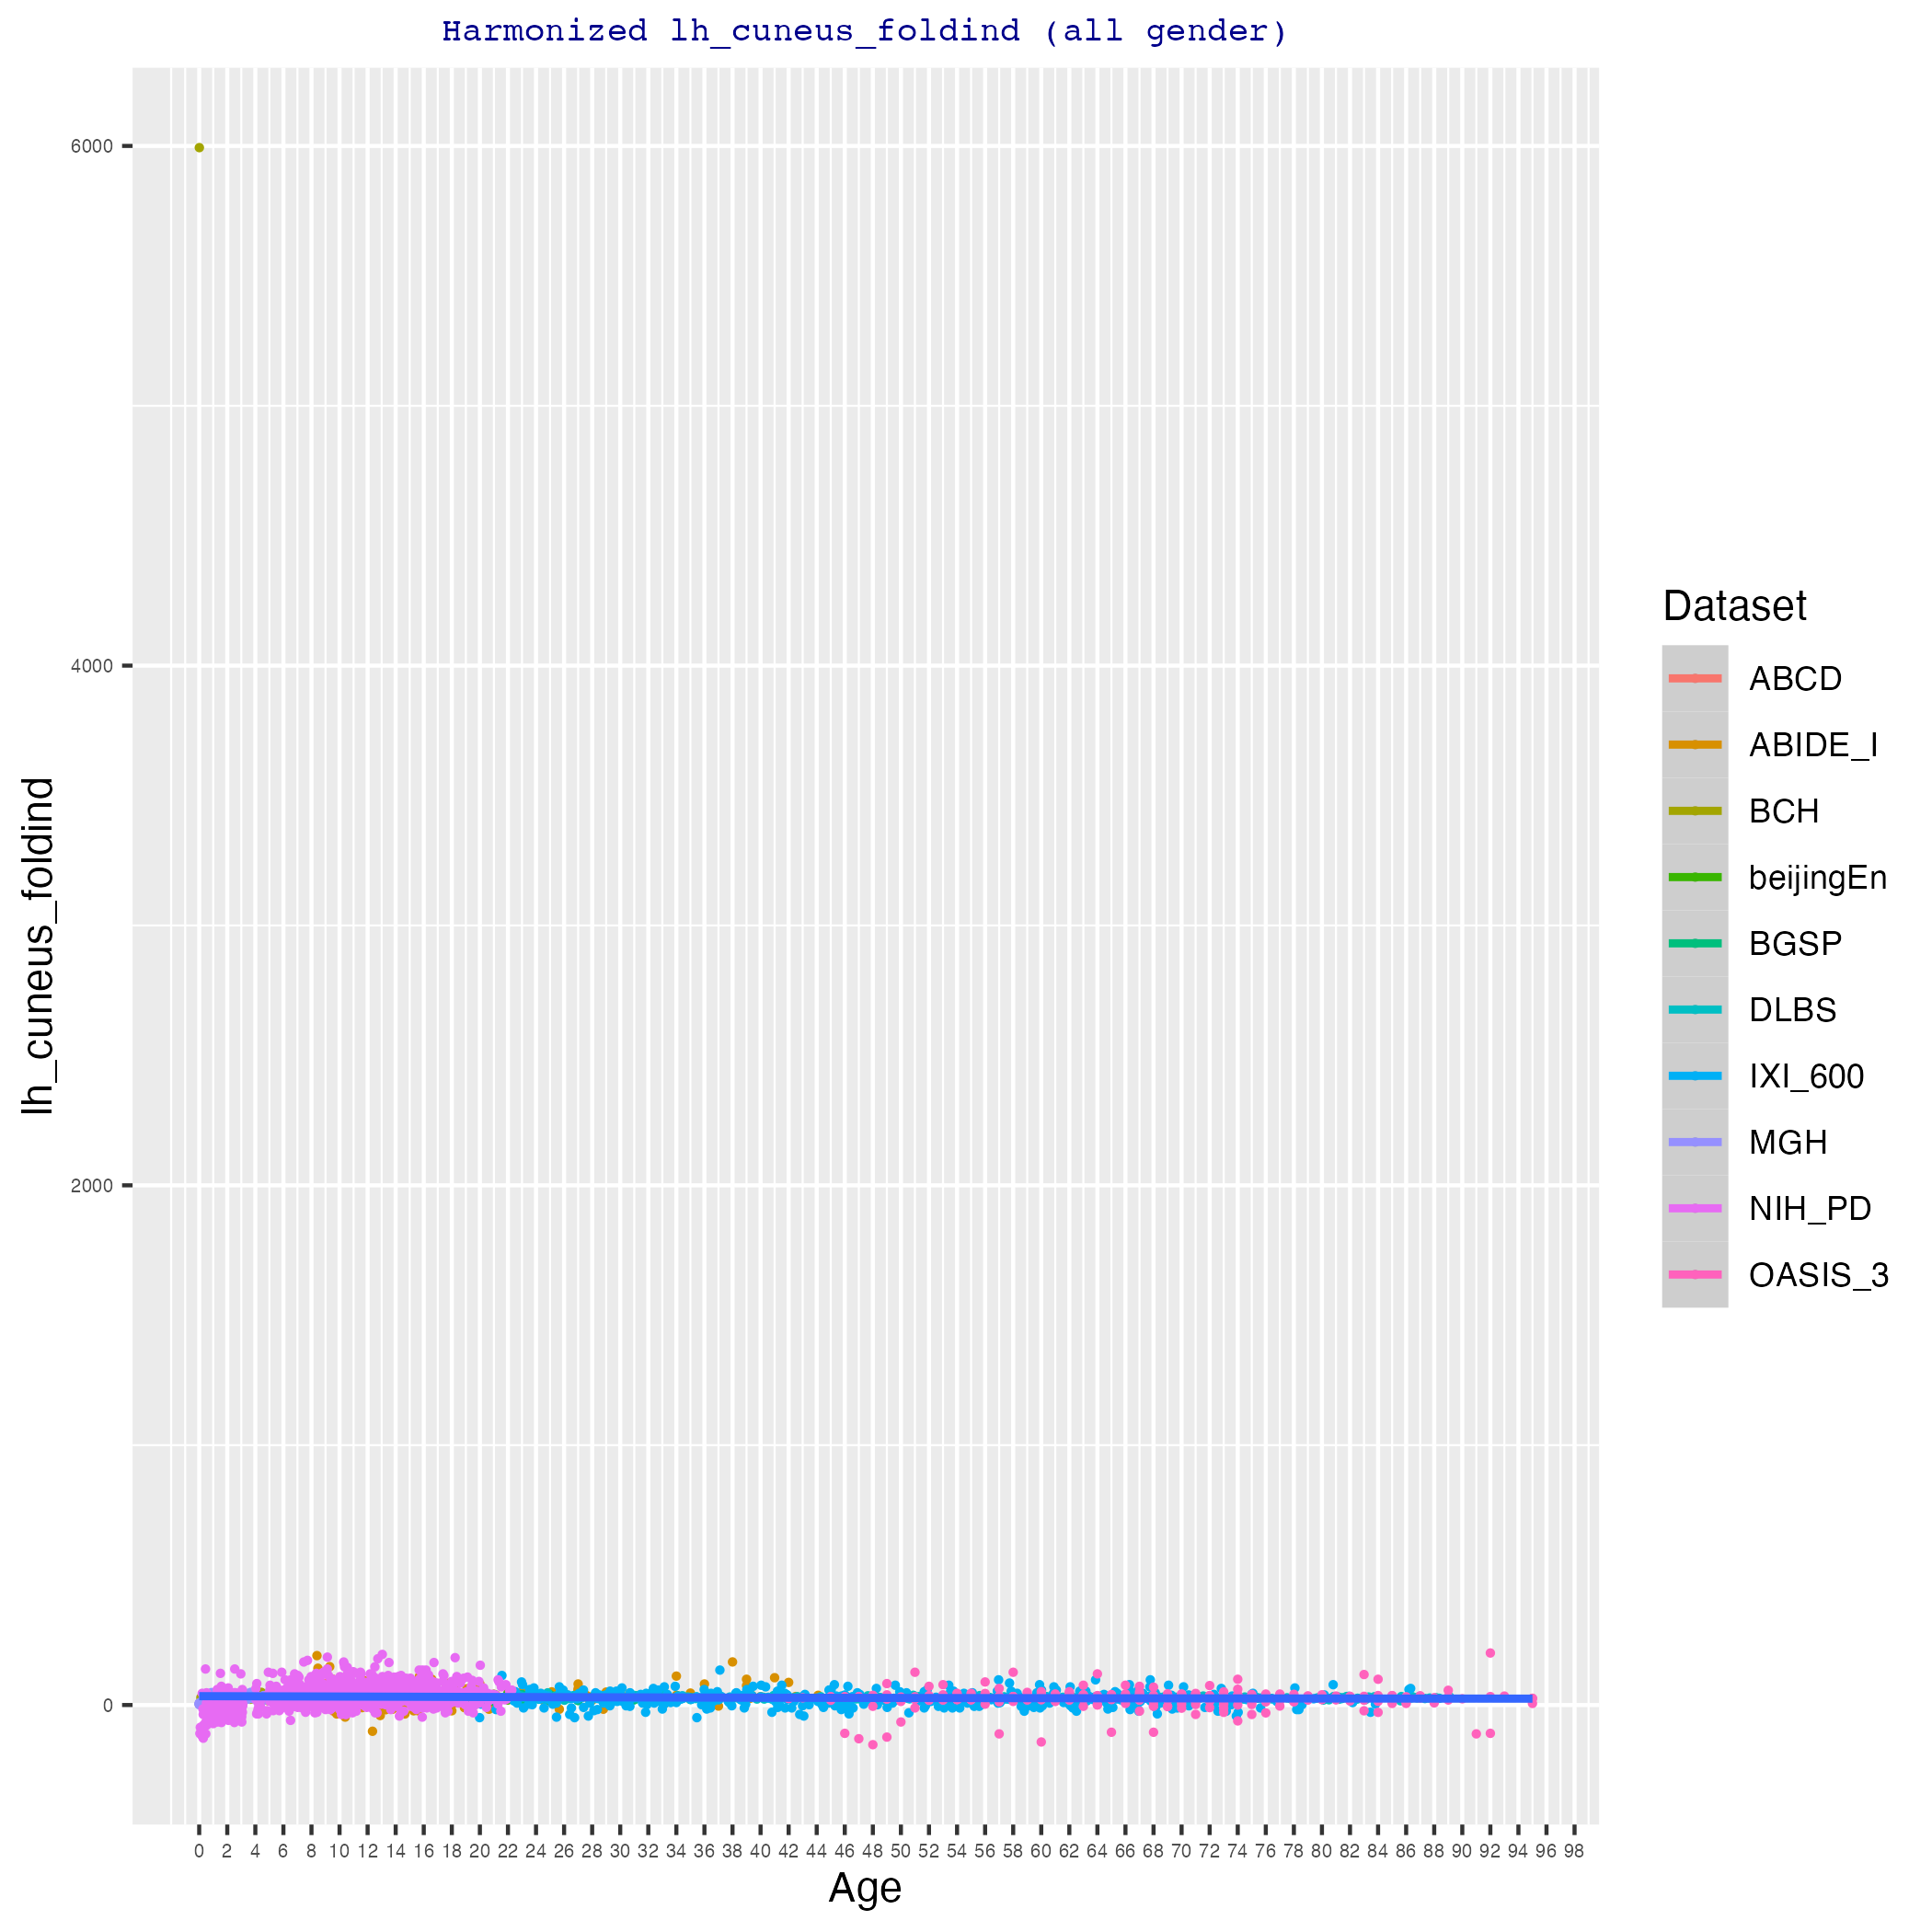 Harmonized lh_cuneus_foldind (all gender)
6000
4000
2000
0
lh_cuneus_foldind
0 2 4 6 8 10 12 14 16 18 20 22 24 26 28 30 32 34 36 38 40 42 44 46 48 50 52 54 56 58 60 62 64 66 68 70 72 74 76 78 80 82 84 86 88 90 92 94 96 98
Age
Dataset
ABCD
ABIDE_I
BCH
beijingEn
BGSP
DLBS
IXI_600
MGH
NIH_PD
OASIS_3